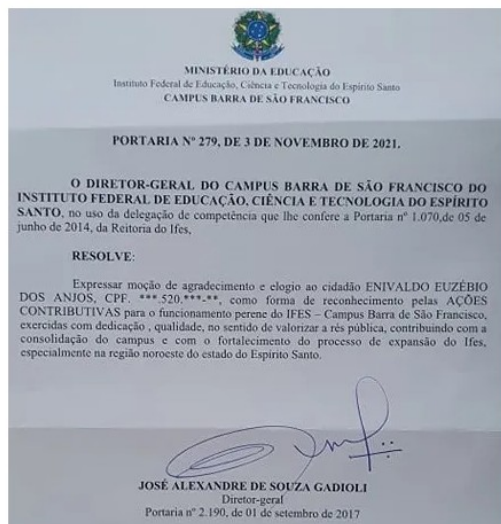 MINISTÉRIO DA EDUCAÇÃO
Instituto Federal de Educação, Ciência e Tecnologia do Espírito Santo
CAMPUS BARRA DE SÃO FRANCISCO
PORTARIA Nº 279, DE 3 DE NOVEMBRO DE 2021.
O DIRETOR-GERAL DO CAMPUS BARRA DE SÃO FRANCISCO DO
INSTITUTO FEDERAL DE EDUCAÇÃO, CIÊNCIA E TECNOLOGIA DO ESPÍRITO
SANTO, no uso da delegação de competência que lhe confere a Portaria nº 1.070,de 05 de
junho de 2014, da Reitoria do Ifes,
RESOLVE:
Expressar moção de agradecimento e elogio ao cidadão ENIVALDO EUZÉBIO
DOS ANJOS, CPF. ***.520.***-**, como forma de reconhecimento pelas AÇÕES
CONTRIBUTIVAS para o funcionamento perene do IFES – Campus Barra de São Francisco,
exercidas com dedicação , qualidade, no sentido de valorizar a rés pública, contribuindo com a
consolidação do campus e com o fortalecimento do processo de expansão do Ifes,
especialmente na região noroeste do estado do Espírito Santo.
JOSÉ ALEXANDRE DE SOUZA GADIOLI
Diretor-geral
Portaria nº 2.190, de 01 de setembro de 2017